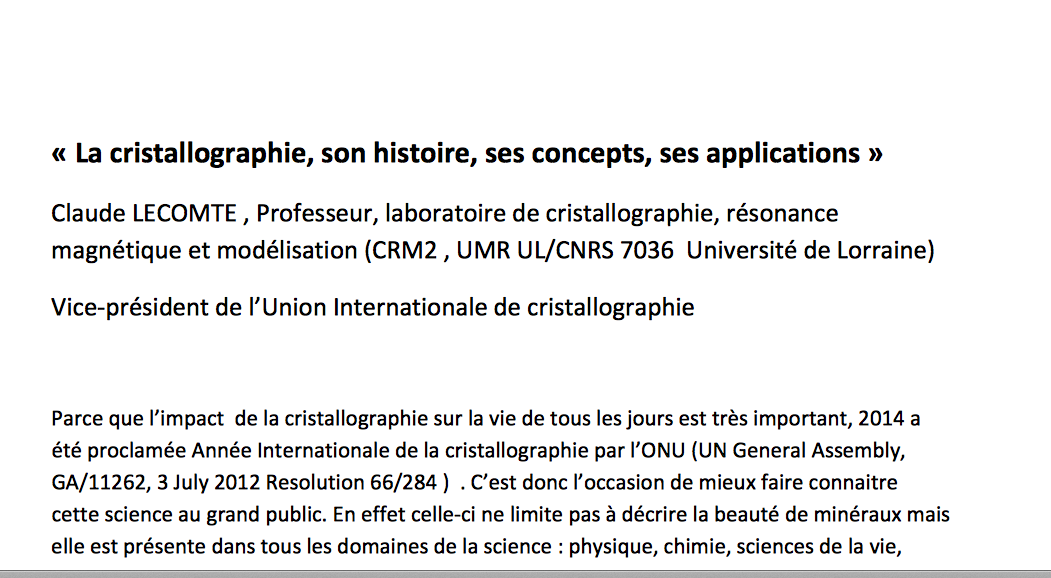 « La cristallographie, son histoire, ses concepts, ses applications »
Claude LECOMTE , Professeur, laboratoire de cristallographie, résonance
magnétique et modélisation (CRM2 , UMR UL/CNRS 7036  Université de Lorraine)
Vice-président de l’Union Internationale de cristallographie
Parce que l’impact  de la cristallographie sur la vie de tous les jours est très important, 2014 a
été proclamée Année Internationale de la cristallographie par l’ONU (UN General Assembly,
GA/11262, 3 July 2012 Resolution 66/284 )  . C’est donc l’occasion de mieux faire connaitre
cette science au grand public. En effet celle-ci ne limite pas à décrire la beauté de minéraux mais
elle est présente dans tous les domaines de la science : physique, chimie, sciences de la vie,